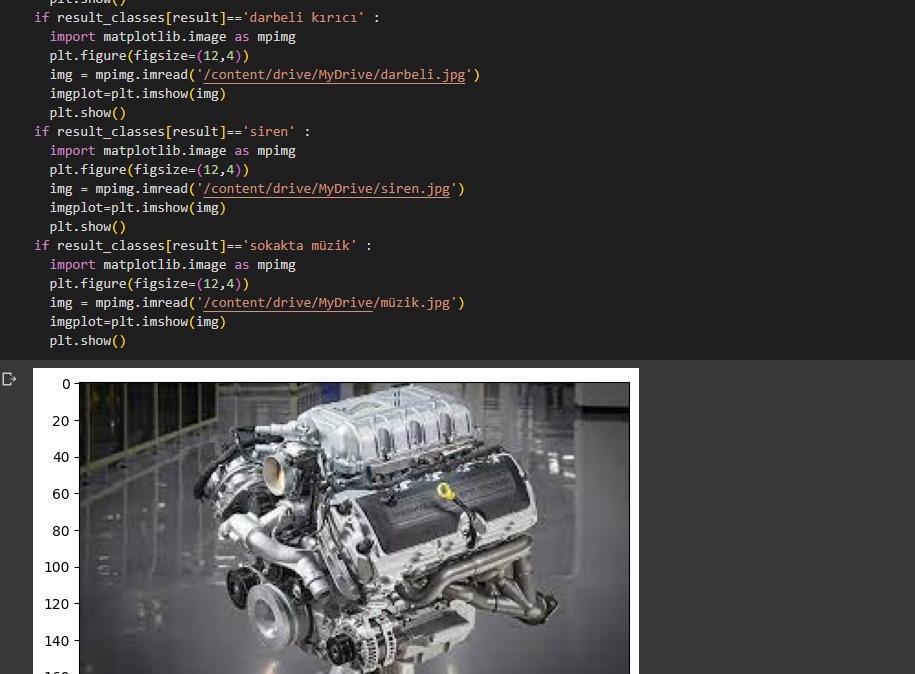 plt.show()
if result_classes[result]=='darbeli kırıcı' :
import matplotlib.image as mpimg
plt.figure(figsize=(12,4))
img = mpimg.imread('/content/drive/MyDrive/darbeli.jpg')
imgplot=plt.imshow(img)
plt.show()
if result_classes[result]=='siren' :
import matplotlib.image as mpimg
plt.figure(figsize=(12,4))
img = mpimg.imread('/content/drive/MyDrive/siren.jpg')
imgplot=plt.imshow(img)
plt.show()
if result_classes[result]=='sokakta müzik' :
import matplotlib.image as mpimg
plt.figure(figsize=(12,4))
img = mpimg.imread('/content/drive/MyDrive/müzik.jpg')
imgplot=plt.imshow(img)
plt.show()
0
20
40
60
80
100
120
140
160